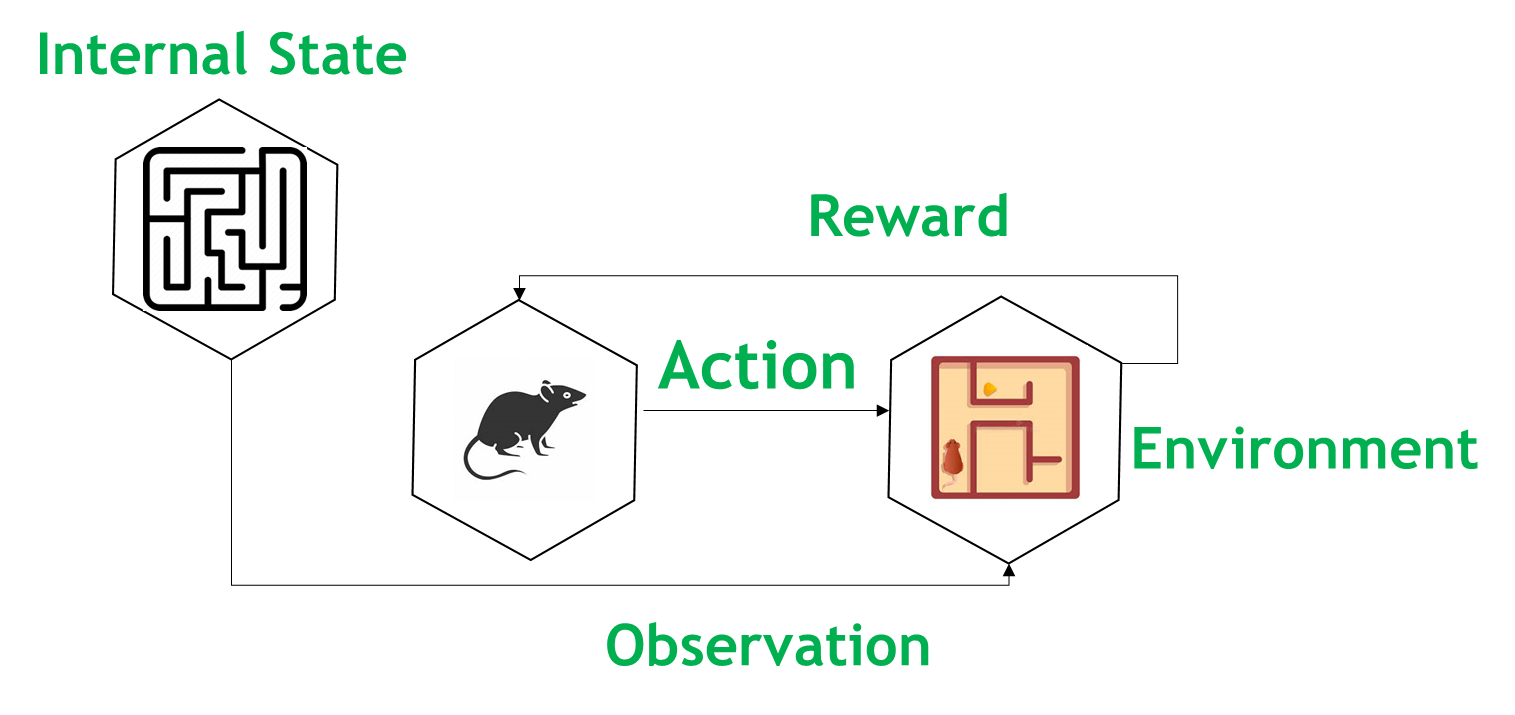 Internal State
Reward
Action
Environment
Observation